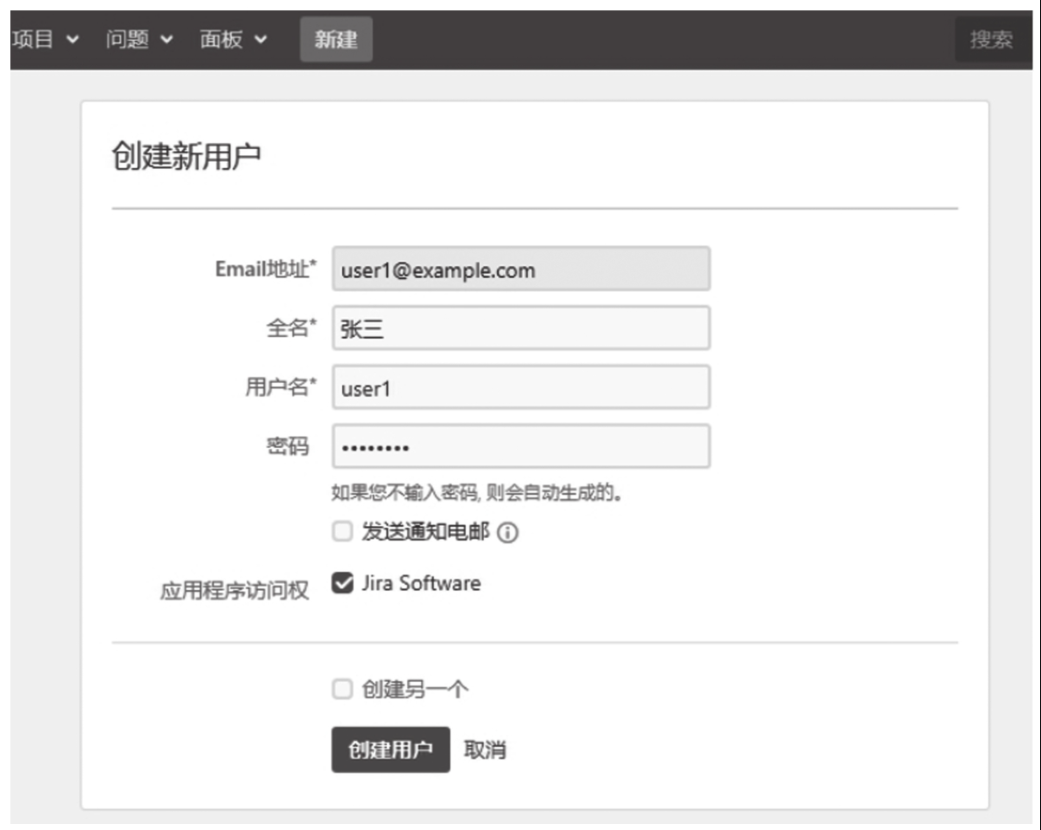 项目 问题 面板 新建 搜索
创建新用户
Email地址* user1@example.com
全名* 张三
用户名* user1
密码 ••••••••
如果您不输入密码, 则会自动生成的。
发送通知电邮
应用程序访问权 Jira Software
创建另一个
创建用户 取消